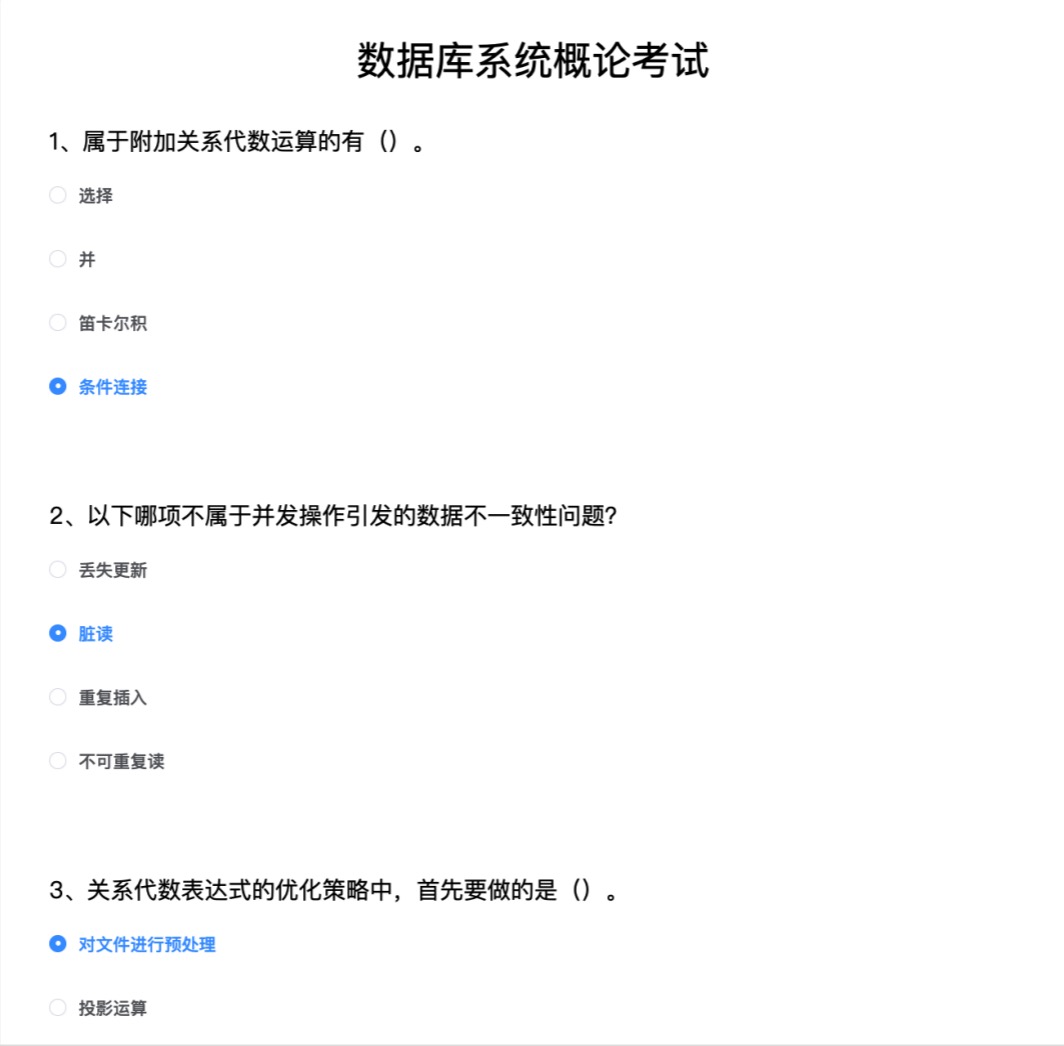 数据库系统概论考试
1、属于附加关系代数运算的有（）。
选择
并
笛卡尔积
条件连接
2、以下哪项不属于并发操作引发的数据不一致性问题?
丢失更新
脏读
重复插入
不可重复读
3、关系代数表达式的优化策略中，首先要做的是（）。
对文件进行预处理
投影运算